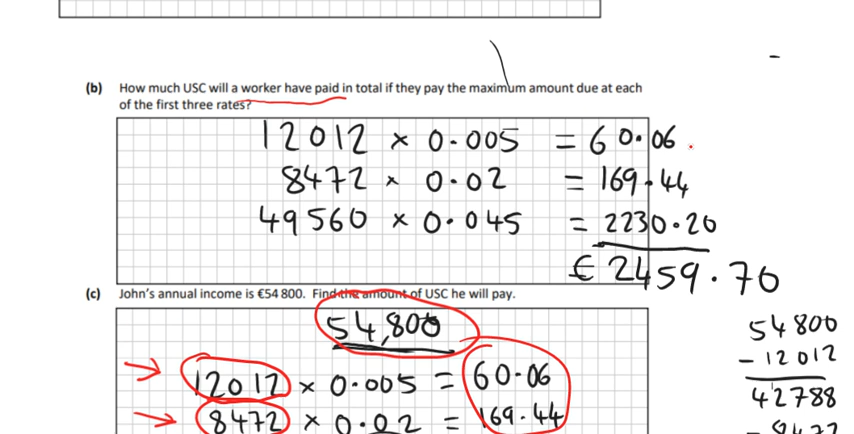 (b) How much USC will a worker have paid in total if they pay the maximum amount due at each
of the first three rates?
12012 × 0.005 = 60.06.
8472 × 0.02 = 169.44
49560 × 0.045 = 2230.20
€ 2459.70
(c) John's annual income is €54 800. Find the amount of USC he will pay.
54,800
12012 × 0.005 = 60.06
8472 × 0.02 = 169.44
54800
- 12012
42788
- 8472